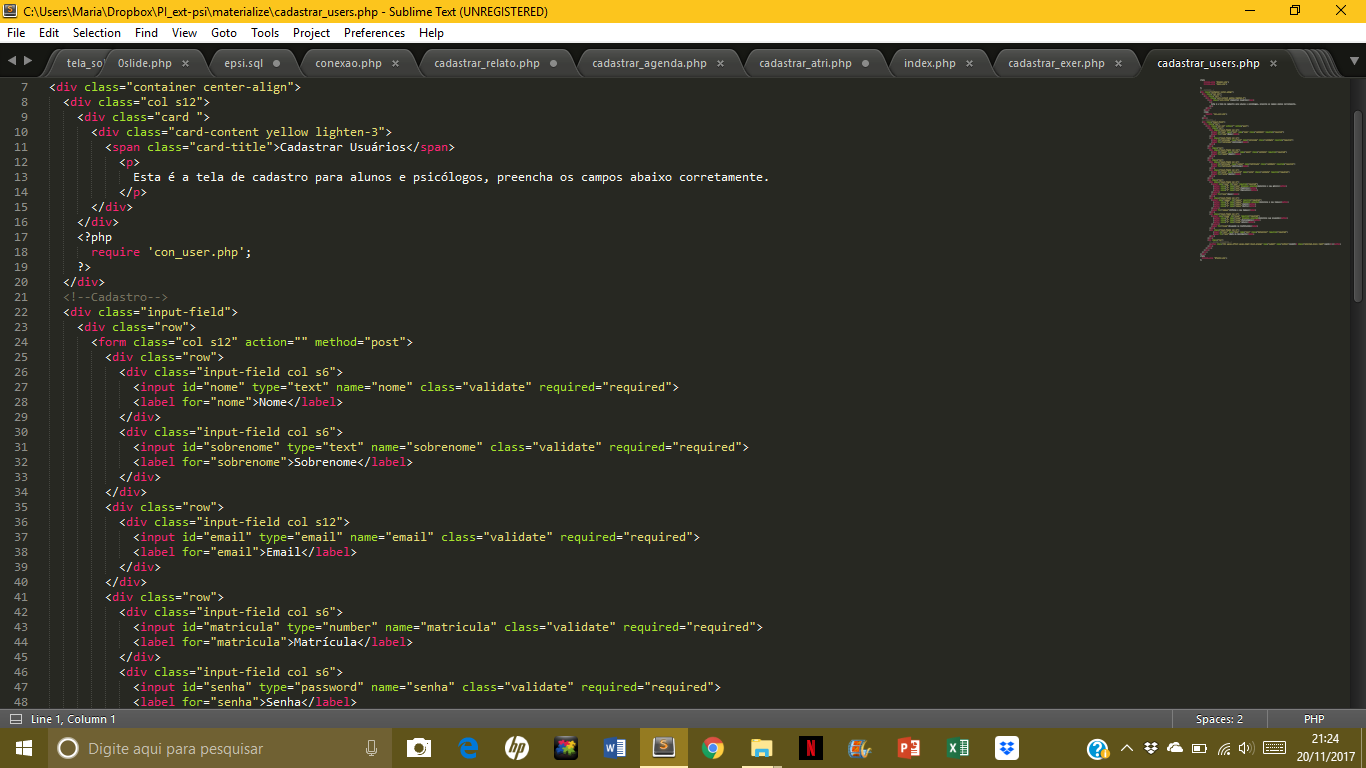 C:\Users\Maria\Dropbox\PI_ext-psi\materialize\cadastrar_users.php - Sublime Text (UNREGISTERED)
File Edit Selection Find View Goto Tools Project Preferences Help
tela_so 0slide.php epsi.sql conexao.php cadastrar_relato.php cadastrar_agenda.php cadastrar_atri.php index.php cadastrar_exer.php cadastrar_users.php
7 <div class="container center-align">
8 <div class="col s12">
9 <div class="card ">
10 <div class="card-content yellow lighten-3">
11 <span class="card-title">Cadastrar Usuários</span>
12 <p>
13 Esta é a tela de cadastro para alunos e psicólogos, preencha os campos abaixo corretamente.
14 </p>
15 </div>
16 </div>
17 <?php
18 require 'con_user.php';
19 ?>
20 </div>
21 <!--Cadastro-->
22 <div class="input-field">
23 <div class="row">
24 <form class="col s12" action="" method="post">
25 <div class="row">
26 <div class="input-field col s6">
27 <input id="nome" type="text" name="nome" class="validate" required="required">
28 <label for="nome">Nome</label>
29 </div>
30 <div class="input-field col s6">
31 <input id="sobrenome" type="text" name="sobrenome" class="validate" required="required">
32 <label for="sobrenome">Sobrenome</label>
33 </div>
34 </div>
35 <div class="row">
36 <div class="input-field col s12">
37 <input id="email" type="email" name="email" class="validate" required="required">
38 <label for="email">Email</label>
39 </div>
40 </div>
41 <div class="row">
42 <div class="input-field col s6">
43 <input id="matricula" type="number" name="matricula" class="validate" required="required">
44 <label for="matricula">Matrícula</label>
45 </div>
46 <div class="input-field col s6">
47 <input id="senha" type="password" name="senha" class="validate" required="required">
48 <label for="senha">Senha</label>
Line 1, Column 1 Spaces: 2 PHP
Digite aqui para pesquisar
21:24
20/11/2017